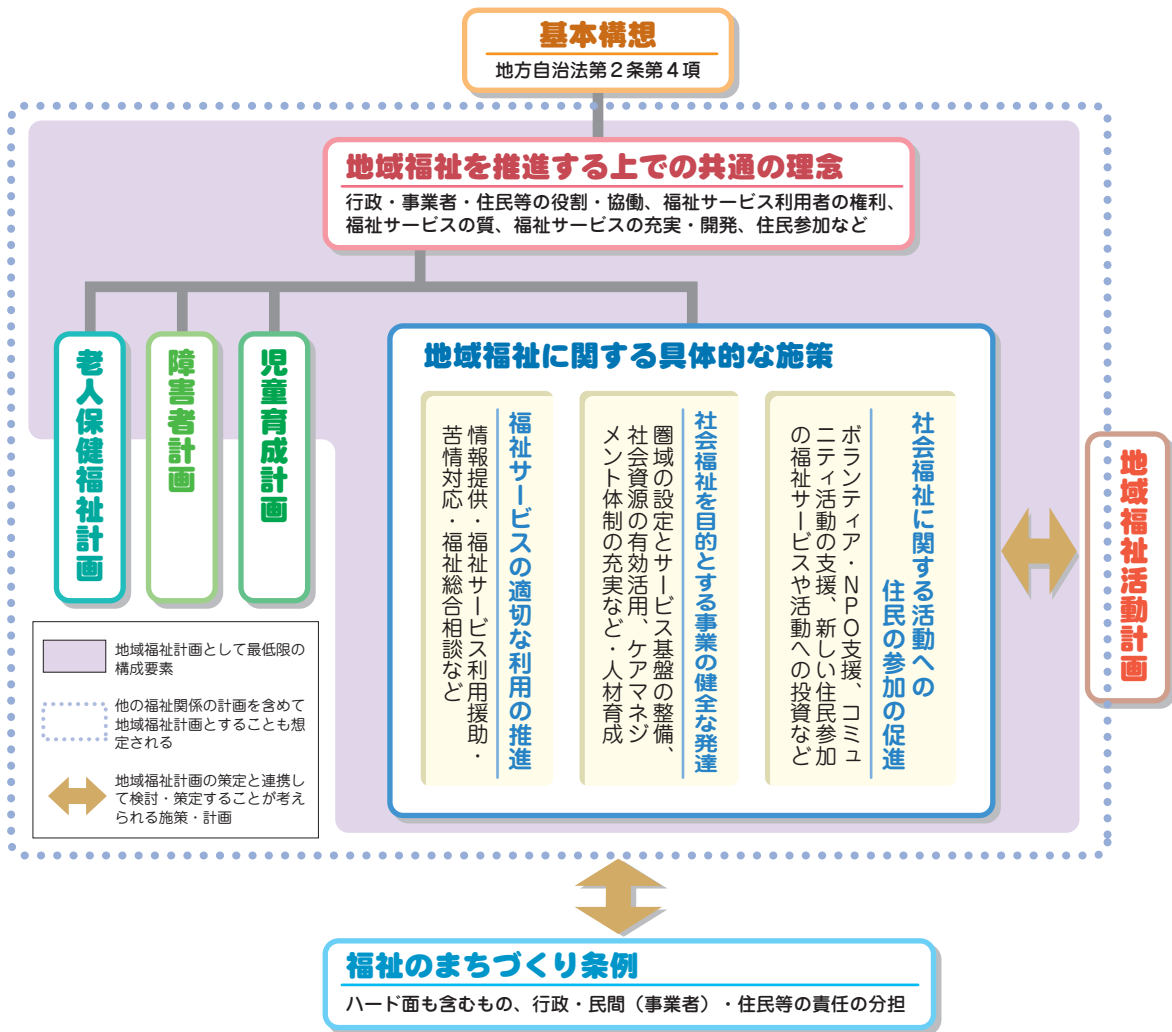 基本構想
地方自治法第2条第4項
地域福祉を推進する上での共通の理念
行政・事業者・住民等の役割・協働、福祉サービス利用者の権利、
福祉サービスの質、福祉サービスの充実・開発、住民参加など
老人保健福祉計画
障害者計画
児童育成計画
地域福祉に関する具体的な施策
福祉サービスの適切な利用の推進
情報提供・福祉サービス利用援助・
苦情対応・福祉総合相談など
社会福祉を目的とする事業の健全な発達
圏域の設定とサービス基盤の整備、
社会資源の有効活用、ケアマネジ
メント体制の充実など・人材育成
社会福祉に関する活動への
住民の参加の促進
ボランティア・NPO支援、コミュ
ニティ活動の支援、新しい住民参加
の福祉サービスや活動への投資など
地域福祉活動計画
地域福祉計画として最低限の
構成要素
他の福祉関係の計画を含めて
地域福祉計画とすることも想
定される
地域福祉計画の策定と連携し
て検討・策定することが考え
られる施策・計画
福祉のまちづくり条例
ハード面も含むもの、行政・民間（事業者）・住民等の責任の分担